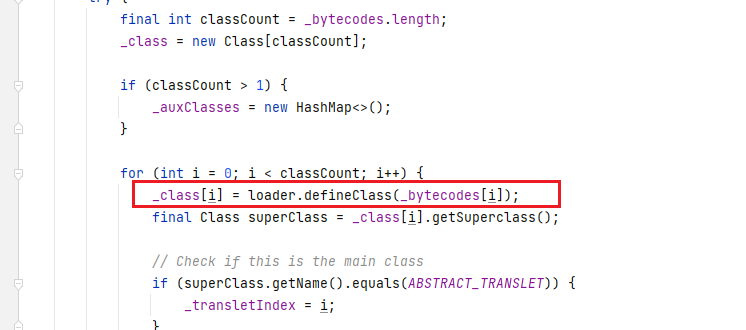 try {
final int classCount = _bytecodes.length;
_class = new Class[classCount];
if (classCount > 1) {
_auxClasses = new HashMap<>();
}
for (int i = 0; i < classCount; i++) {
_class[i] = loader.defineClass(_bytecodes[i]);
final Class superClass = _class[i].getSuperclass();
// Check if this is the main class
if (superClass.getName().equals(ABSTRACT_TRANSLET)) {
_transletIndex = i;
}